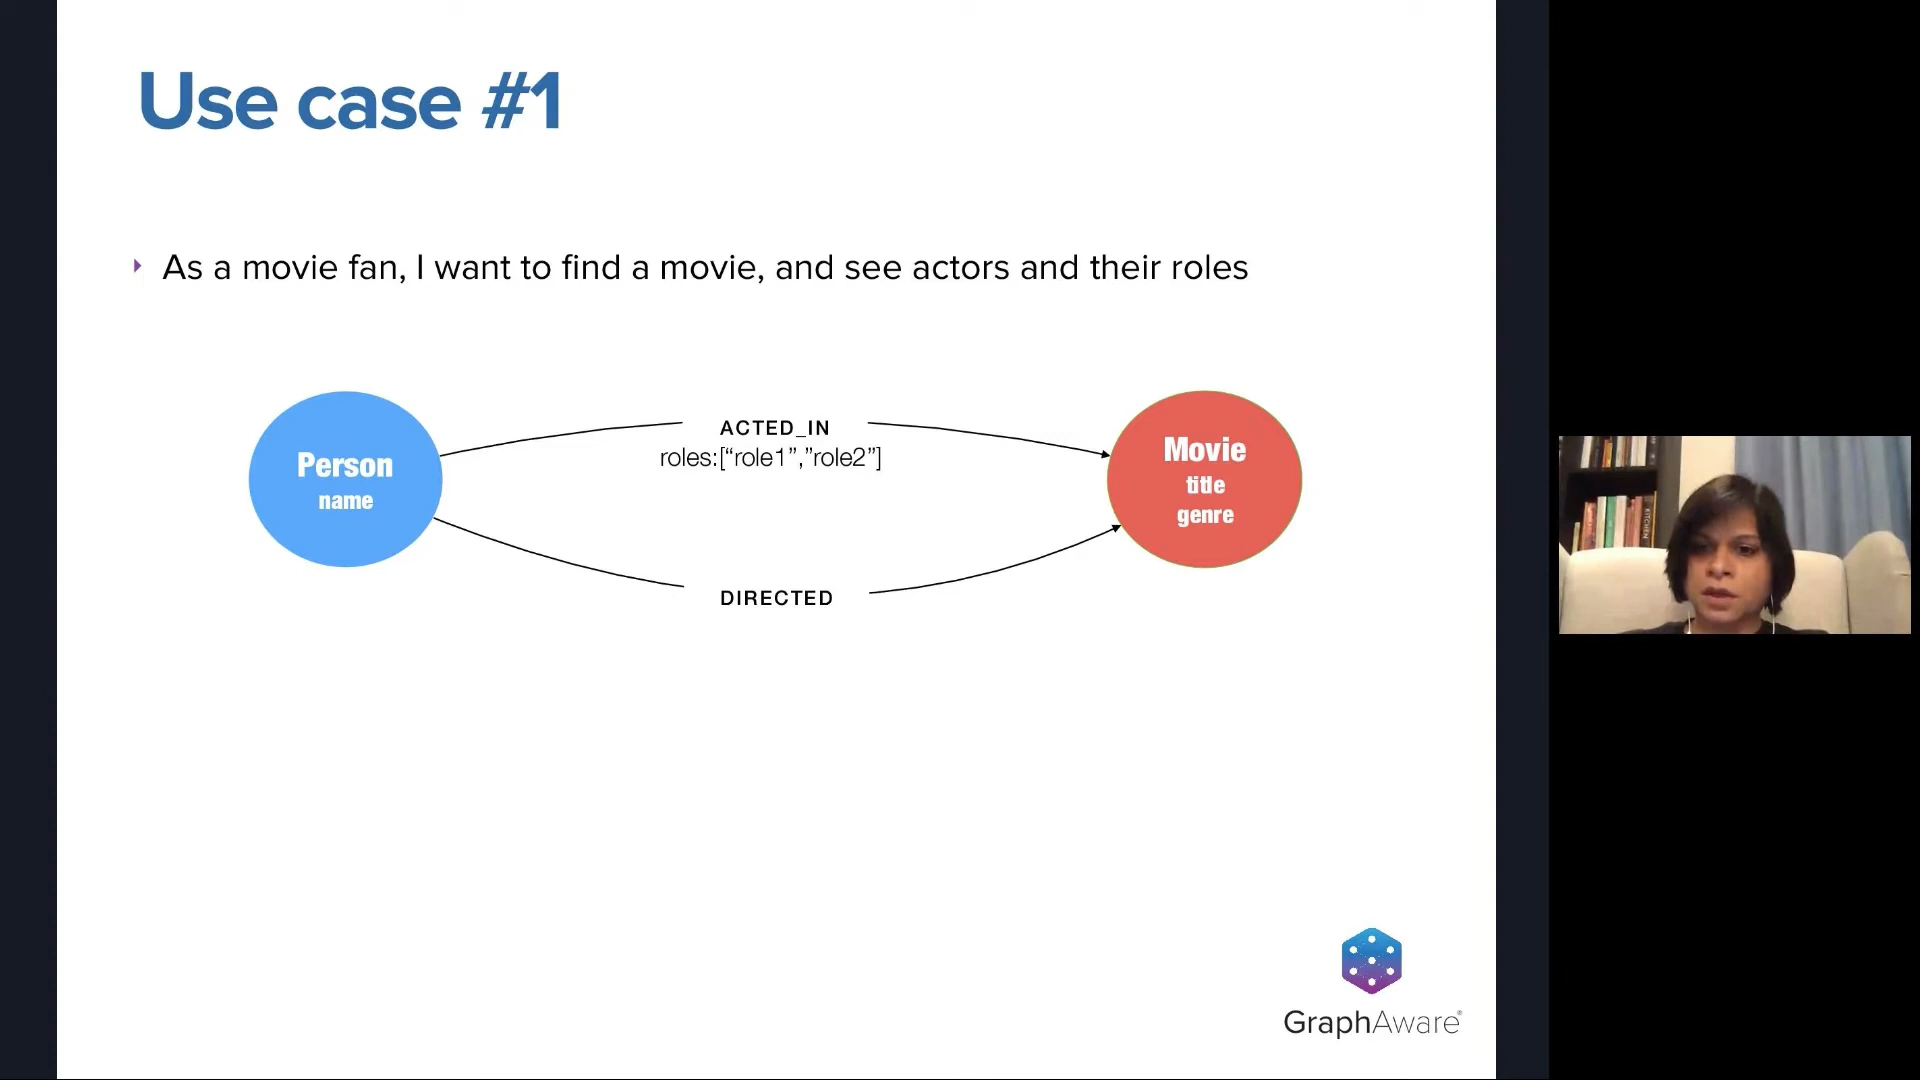 Use case #1
As a movie fan, I want to find a movie, and see actors and their roles
ACTED_IN
roles:[“role1”,”role2”]
Person
name
Movie
title
genre
DIRECTED
GraphAware®
KITCHEN